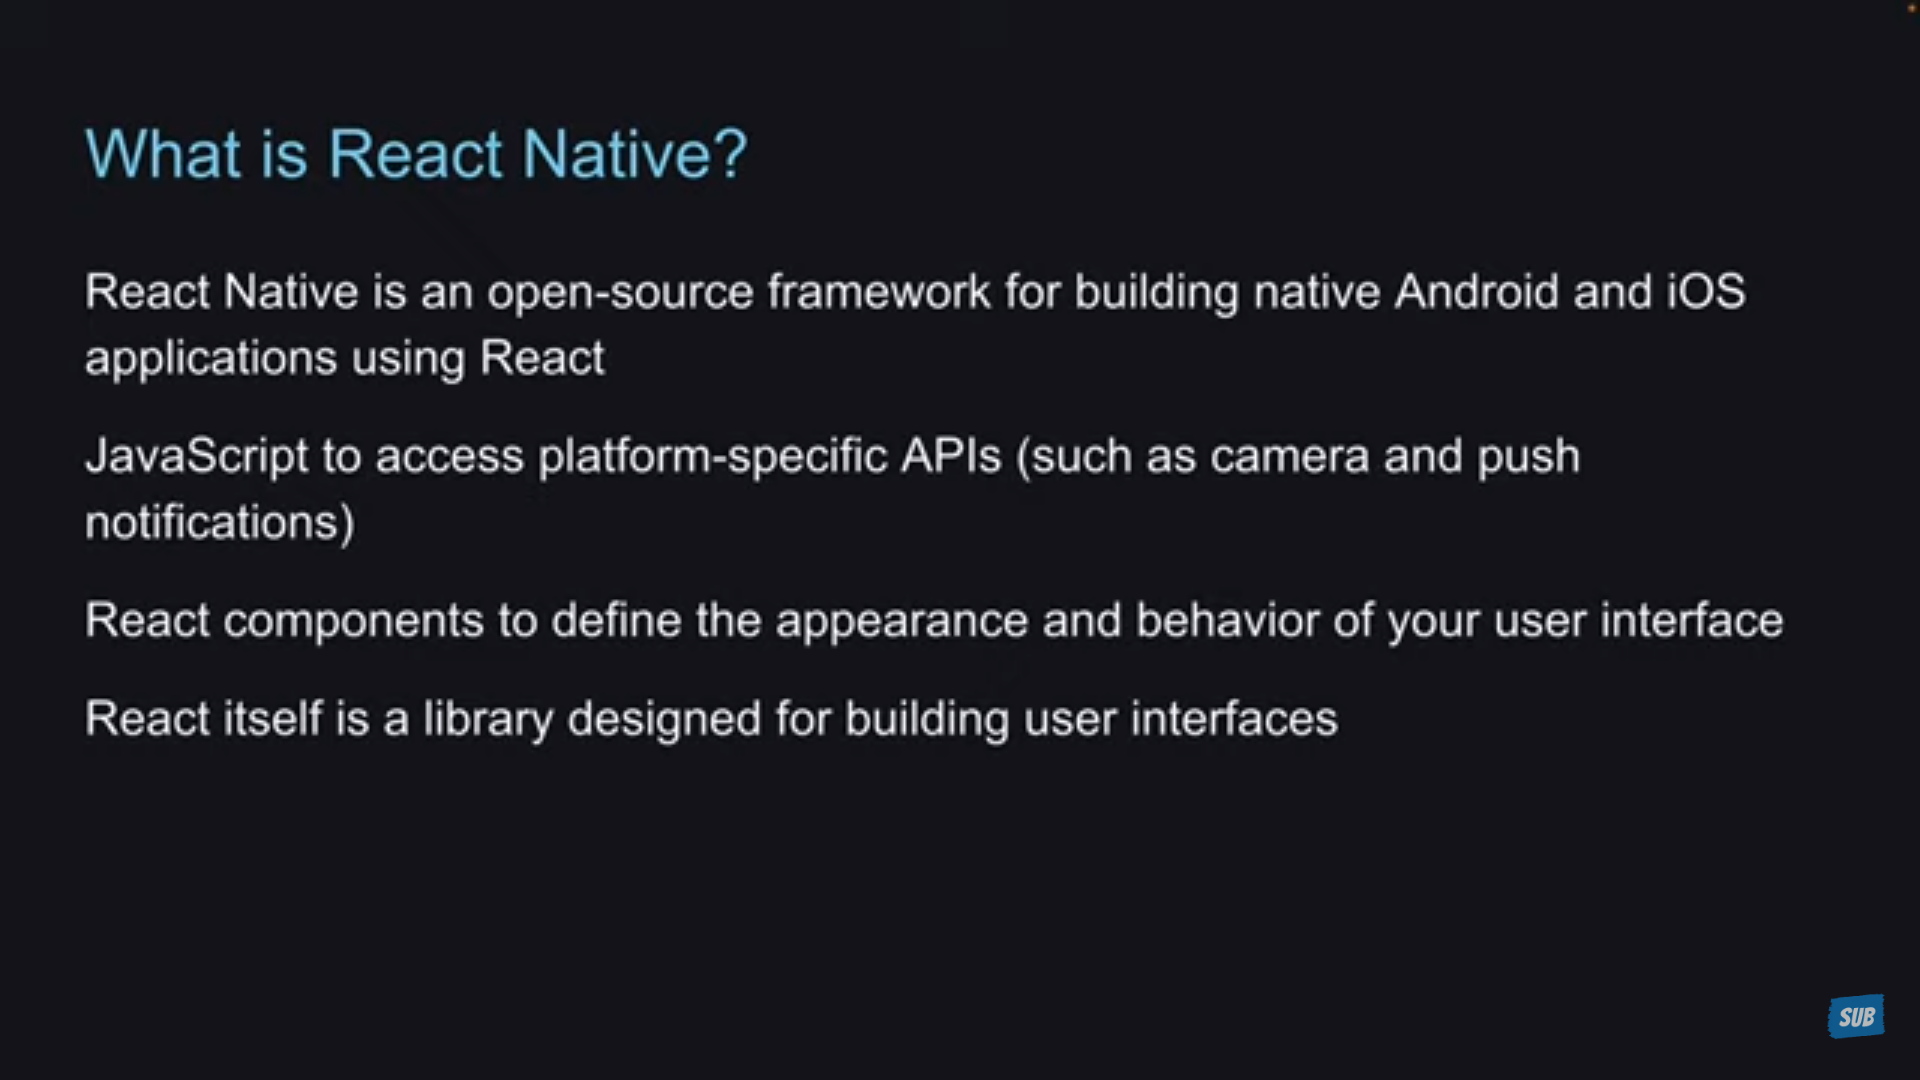 What is React Native?
React Native is an open-source framework for building native Android and iOS
applications using React
JavaScript to access platform-specific APIs (such as camera and push
notifications)
React components to define the appearance and behavior of your user interface
React itself is a library designed for building user interfaces
SUB